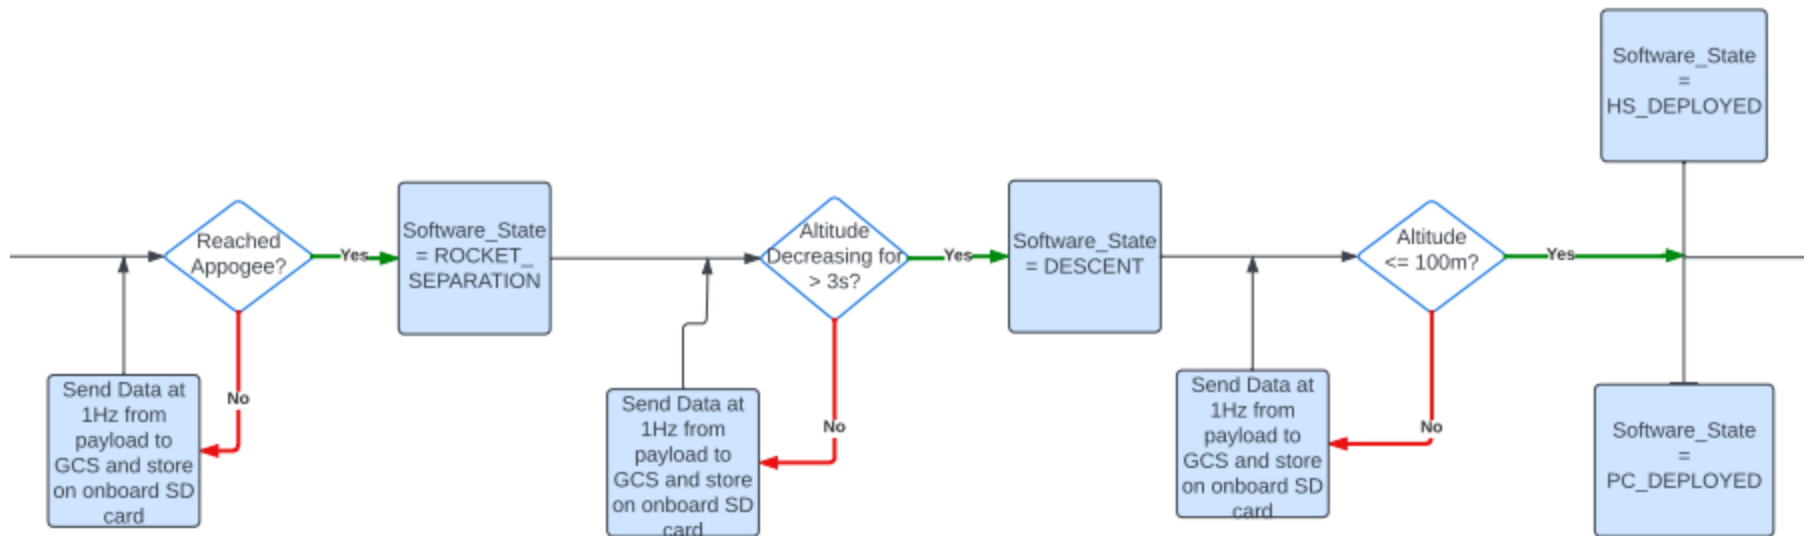 Reached
Appogee?
Yes
No
Send Data at
1Hz from
payload to
GCS and store
on onboard SD
card
Software_State
= ROCKET_
SEPARATION
Altitude
Decreasing for
> 3s?
Yes
No
Send Data at
1Hz from
payload to
GCS and store
on onboard SD
card
Software_State
= DESCENT
Altitude
<= 100m?
Yes
No
Send Data at
1Hz from
payload to
GCS and store
on onboard SD
card
Software_State
=
HS_DEPLOYED
Software_State
=
PC_DEPLOYED